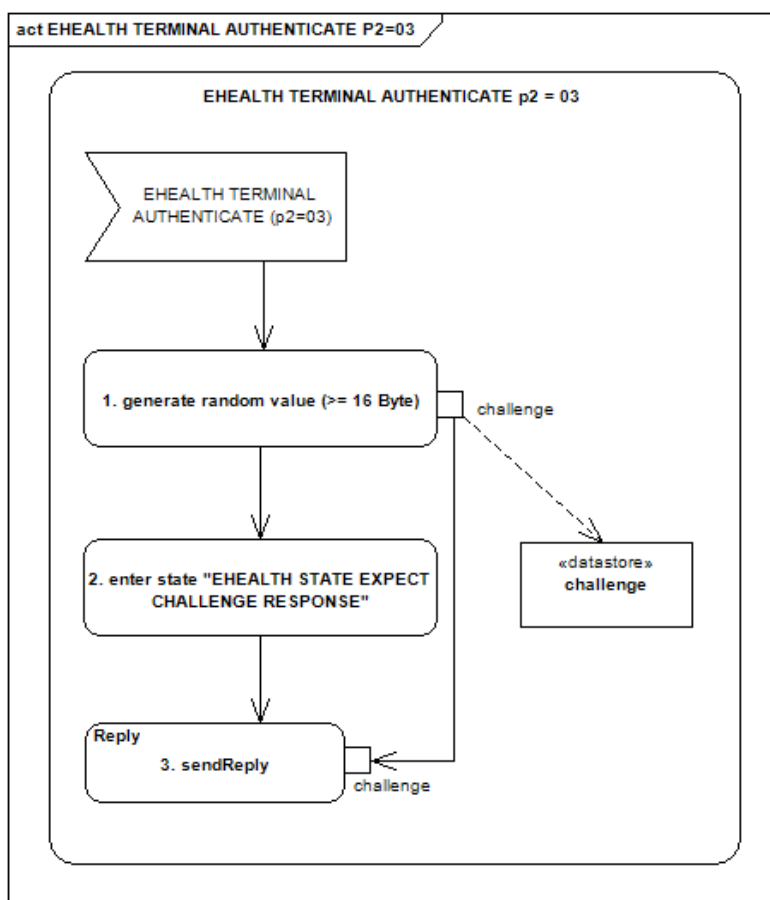 act EHEALTH TERMINAL AUTHENTICATE P2=03
EHEALTH TERMINAL AUTHENTICATE p2 = 03
EHEALTH TERMINAL
AUTHENTICATE (p2=03)
1. generate random value (>= 16 Byte)
challenge
2. enter state "EHEALTH STATE EXPECT
CHALLENGE RESPONSE"
«datastore»
challenge
Reply
3. sendReply
challenge